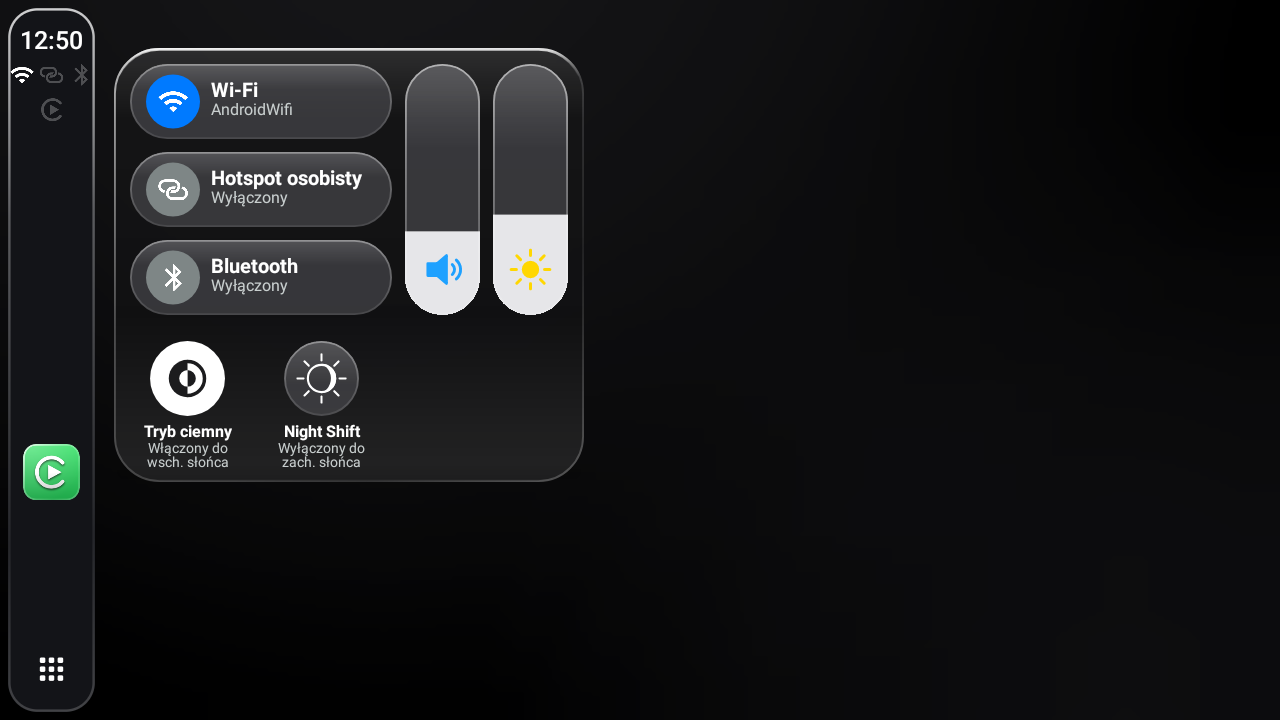 12:50
Wi-Fi
AndroidWifi
Hotspot osobisty
Wyłączony
Bluetooth
Wyłączony
Tryb ciemny
Włączony do
wsch. słońca
Night Shift
Wyłączony do
zach. słońca